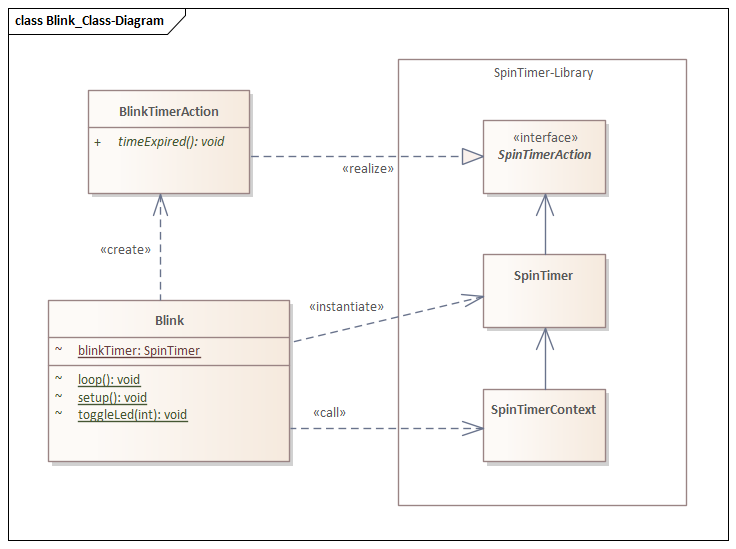 class Blink_Class-Diagram
SpinTimer-Library
BlinkTimerAction
+ timeExpired(): void
«interface»
SpinTimerAction
«realize»
«create»
SpinTimer
«instantiate»
Blink
~ blinkTimer: SpinTimer
~ loop(): void
~ setup(): void
~ toggleLed(int): void
«call»
SpinTimerContext